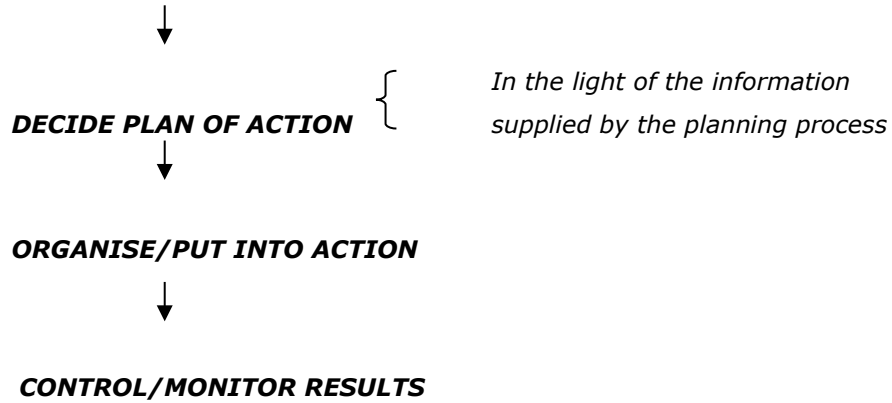 In the light of the information
DECIDE PLAN OF ACTION supplied by the planning process
ORGANISE/PUT INTO ACTION
CONTROL/MONITOR RESULTS